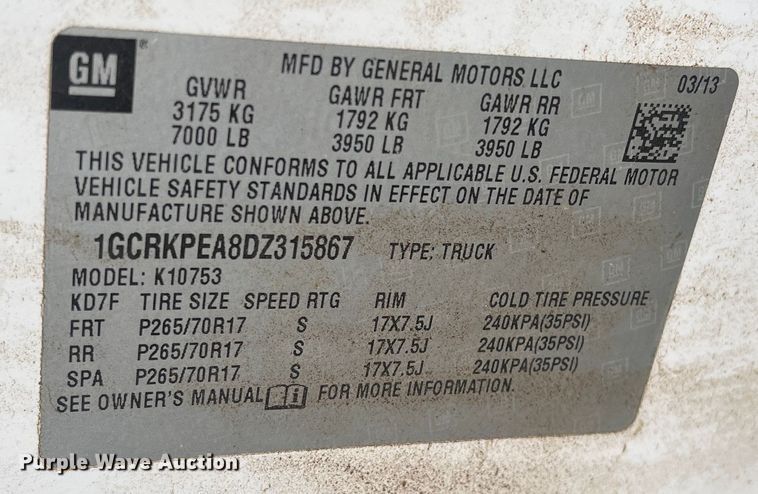 GM
MFD BY GENERAL MOTORS LLC
03/13
GVWR GAWR FRT GAWR RR
3175 KG 1792 KG 1792 KG
7000 LB 3950 LB 3950 LB
THIS VEHICLE CONFORMS TO ALL APPLICABLE U.S. FEDERAL MOTOR
VEHICLE SAFETY STANDARDS IN EFFECT ON THE DATE OF
MANUFACTURE SHOWN ABOVE.
1GCRKPEA8DZ315867 TYPE: TRUCK
MODEL: K10753
KD7F TIRE SIZE SPEED RTG RIM COLD TIRE PRESSURE
FRT P265/70R17 S 17X7.5J 240KPA(35PSI)
RR P265/70R17 S 17X7.5J 240KPA(35PSI)
SPA P265/70R17 S 17X7.5J 240KPA(35PSI)
SEE OWNER'S MANUAL FOR MORE INFORMATION.
Purple Wave Auction